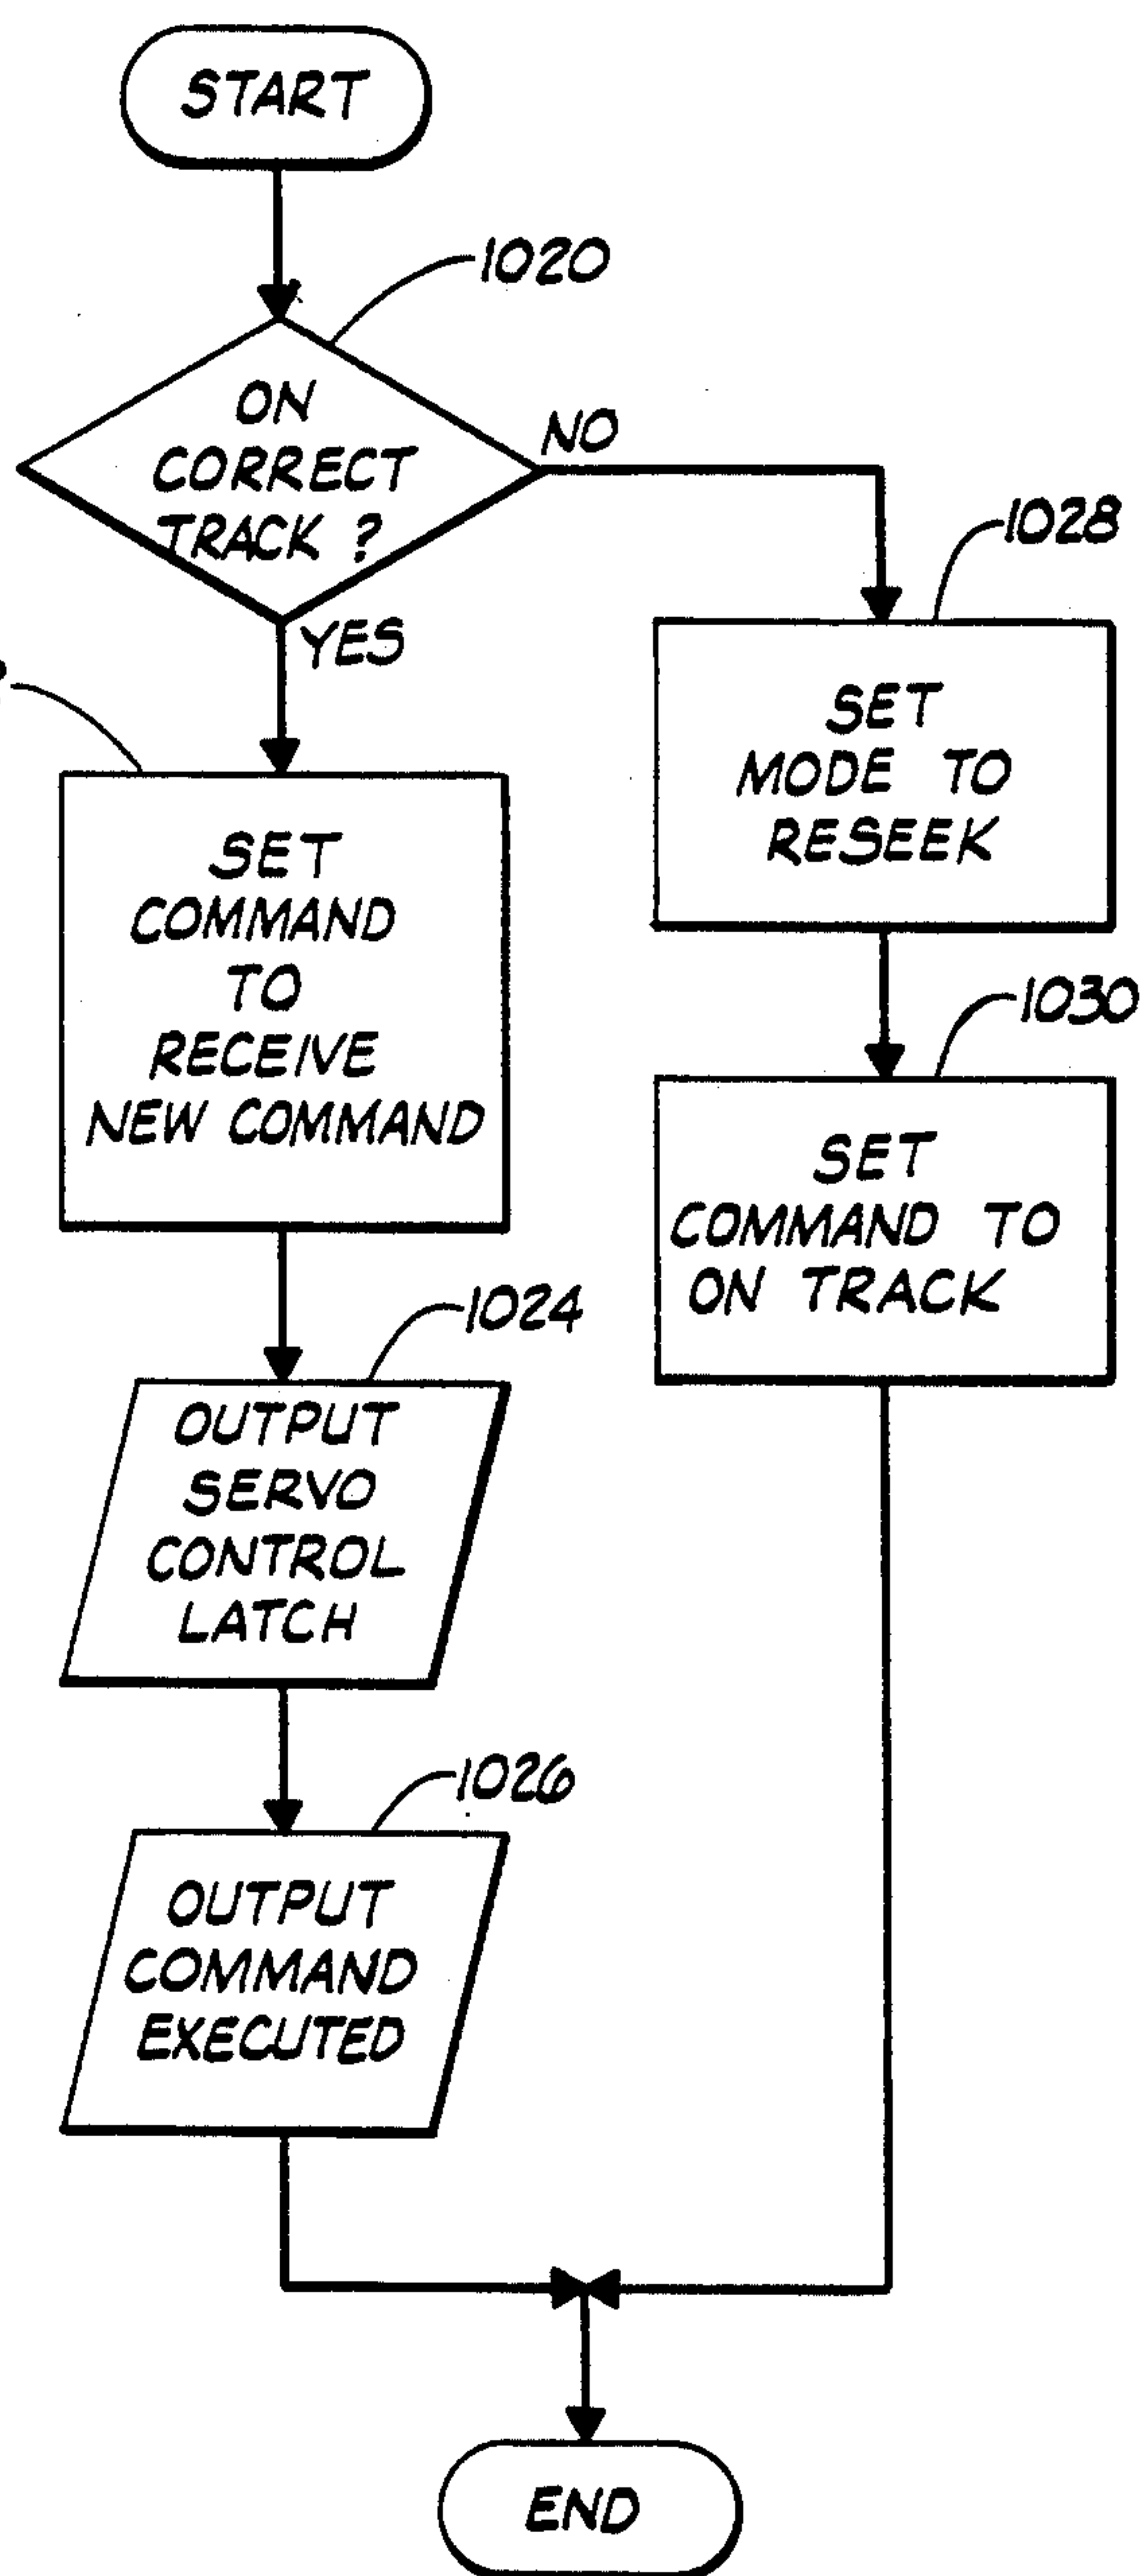 START
1020
ON
CORRECT
TRACK ?
NO
YES
1028
SET
MODE TO
RESEEK
SET
COMMAND
TO
RECEIVE
NEW COMMAND
1030
SET
COMMAND TO
ON TRACK
1024
OUTPUT
SERVO
CONTROL
LATCH
1026
OUTPUT
COMMAND
EXECUTED
END